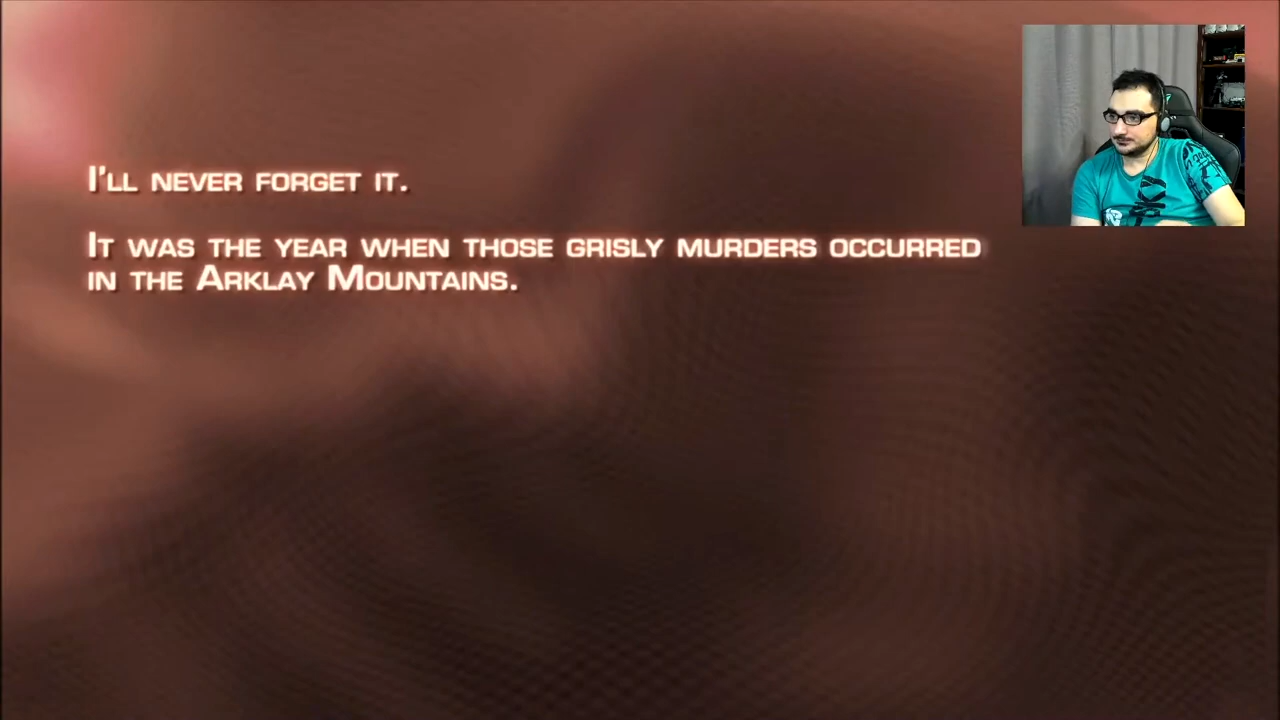 I'LL NEVER FORGET IT.
IT WAS THE YEAR WHEN THOSE GRISLY MURDERS OCCURRED
IN THE ARKLAY MOUNTAINS.